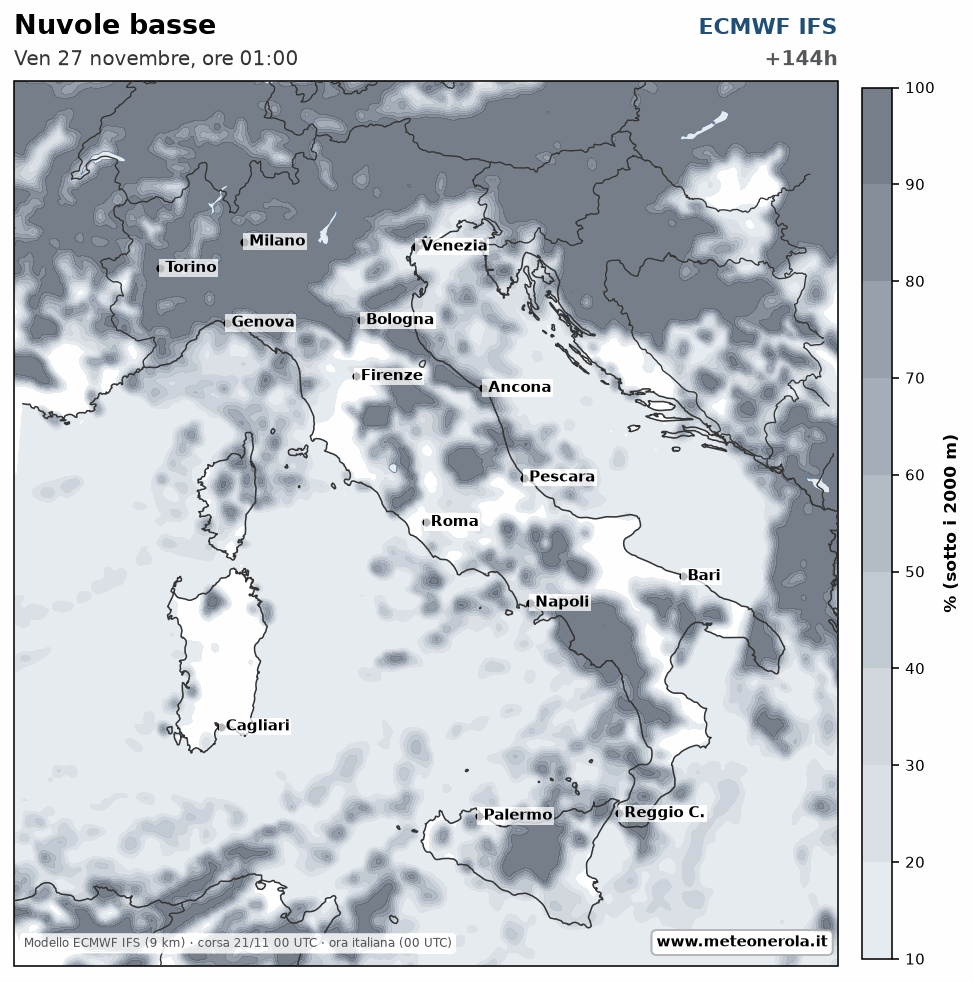 Nuvole basse
ECMWF IFS
Ven 27 novembre, ore 01:00
+144h
Milano
Venezia
Torino
Genova
Bologna
Firenze
Ancona
Pescara
Roma
Bari
Napoli
Cagliari
Palermo
Reggio C.
Modello ECMWF IFS (9 km) · corsa 21/11 00 UTC · ora italiana (00 UTC)
www.meteonerola.it
100
90
80
70
60
50
40
30
20
10
% (sotto i 2000 m)